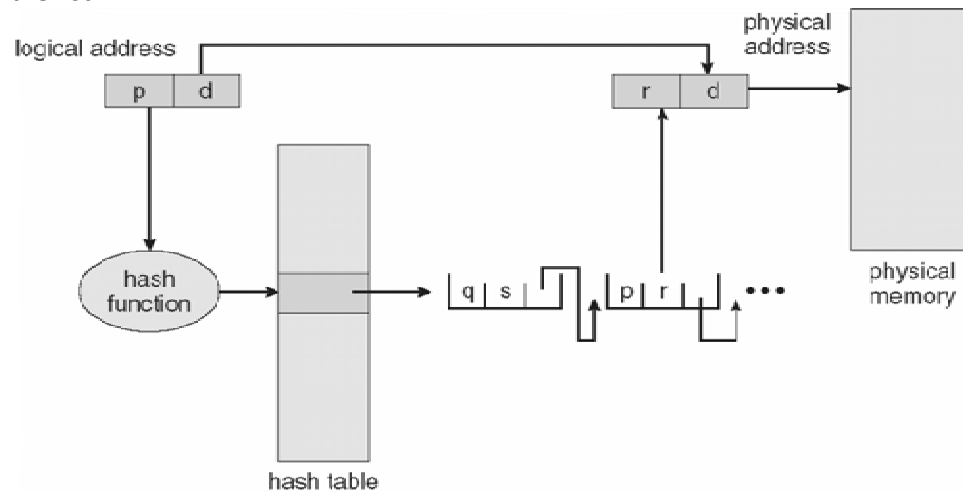 logical address
physical
address
p d
r d
hash
function
q s
p r
•••
physical
memory
hash table